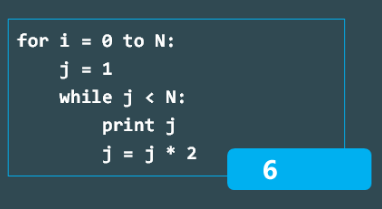 for i = 0 to N:
    j = 1
    while j < N:
        print j
        j = j * 2
6